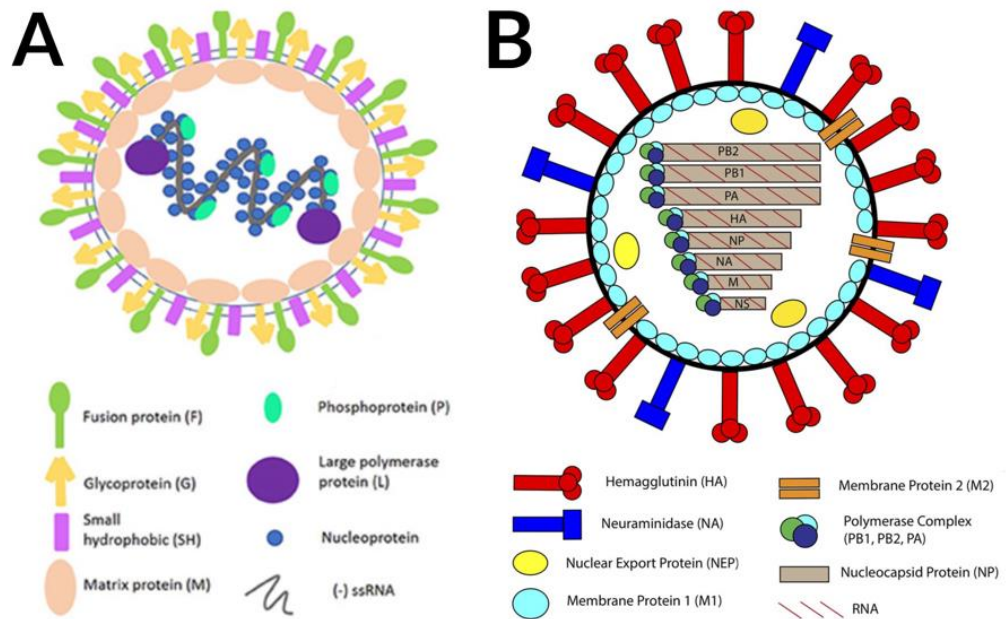 A
B
PB2
PB1
PA
HA
NP
NA
M
NS
Fusion protein (F)
Glycoprotein (G)
Small
hydrophobic (SH)
Matrix protein (M)
Phosphoprotein (P)
Large polymerase
protein (L)
Nucleoprotein
(-) ssRNA
Hemagglutinin (HA)
Neuraminidase (NA)
Nuclear Export Protein (NEP)
Membrane Protein 1 (M1)
Membrane Protein 2 (M2)
Polymerase Complex
(PB1, PB2, PA)
Nucleocapsid Protein (NP)
RNA